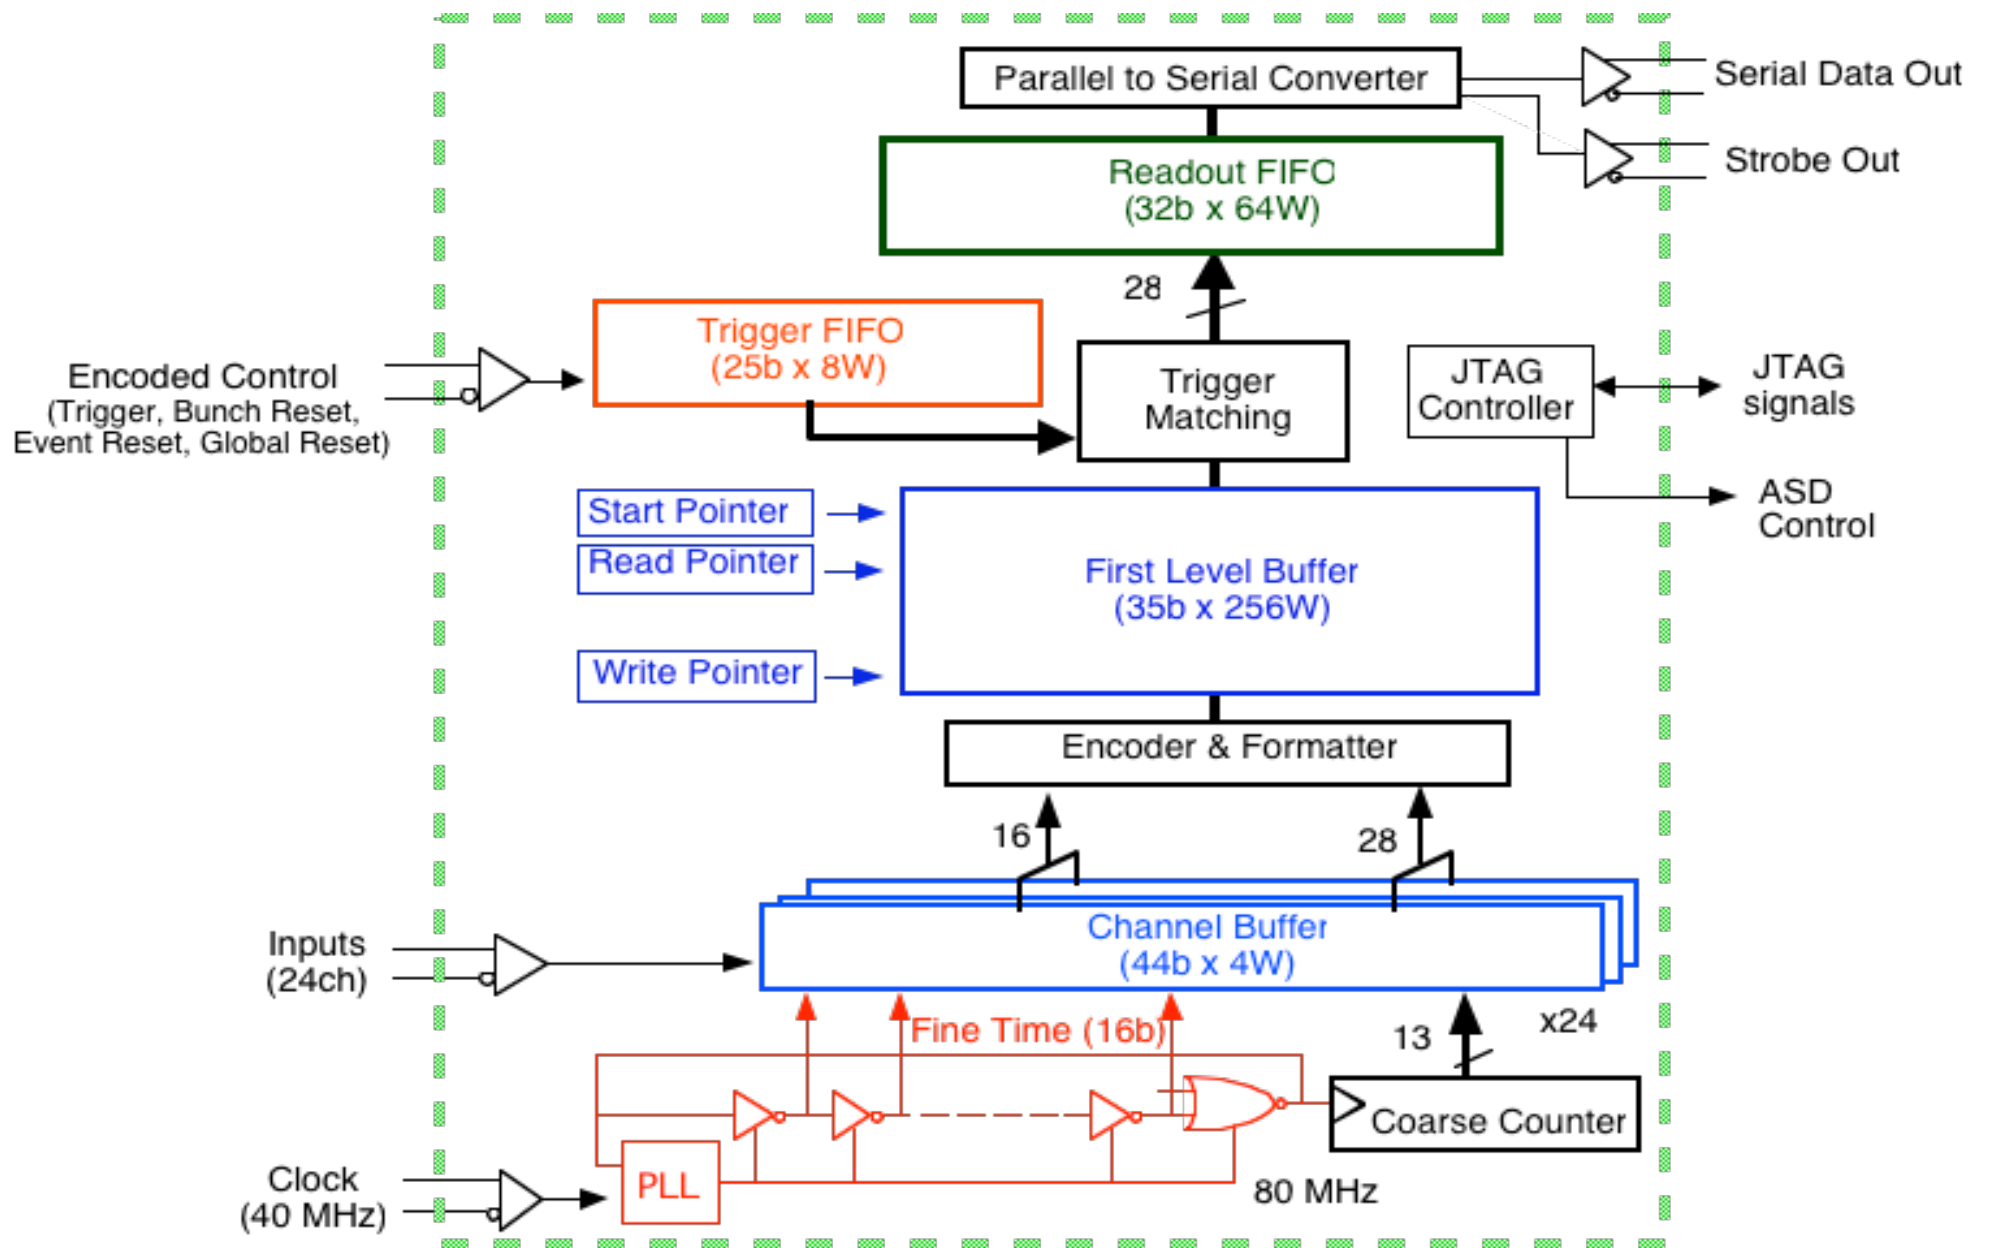 Parallel to Serial Converter
Serial Data Out
Strobe Out
Readout FIFO
(32b x 64W)
28
Trigger FIFO
(25b x 8W)
Encoded Control
(Trigger, Bunch Reset,
Event Reset, Global Reset)
Trigger
Matching
JTAG
Controller
JTAG
signals
ASD
Control
Start Pointer
Read Pointer
Write Pointer
First Level Buffer
(35b x 256W)
Encoder & Formatter
16
28
Inputs
(24ch)
Channel Buffer
(44b x 4W)
x24
Fine Time (16b)
13
Coarse Counter
Clock
(40 MHz)
PLL
80 MHz